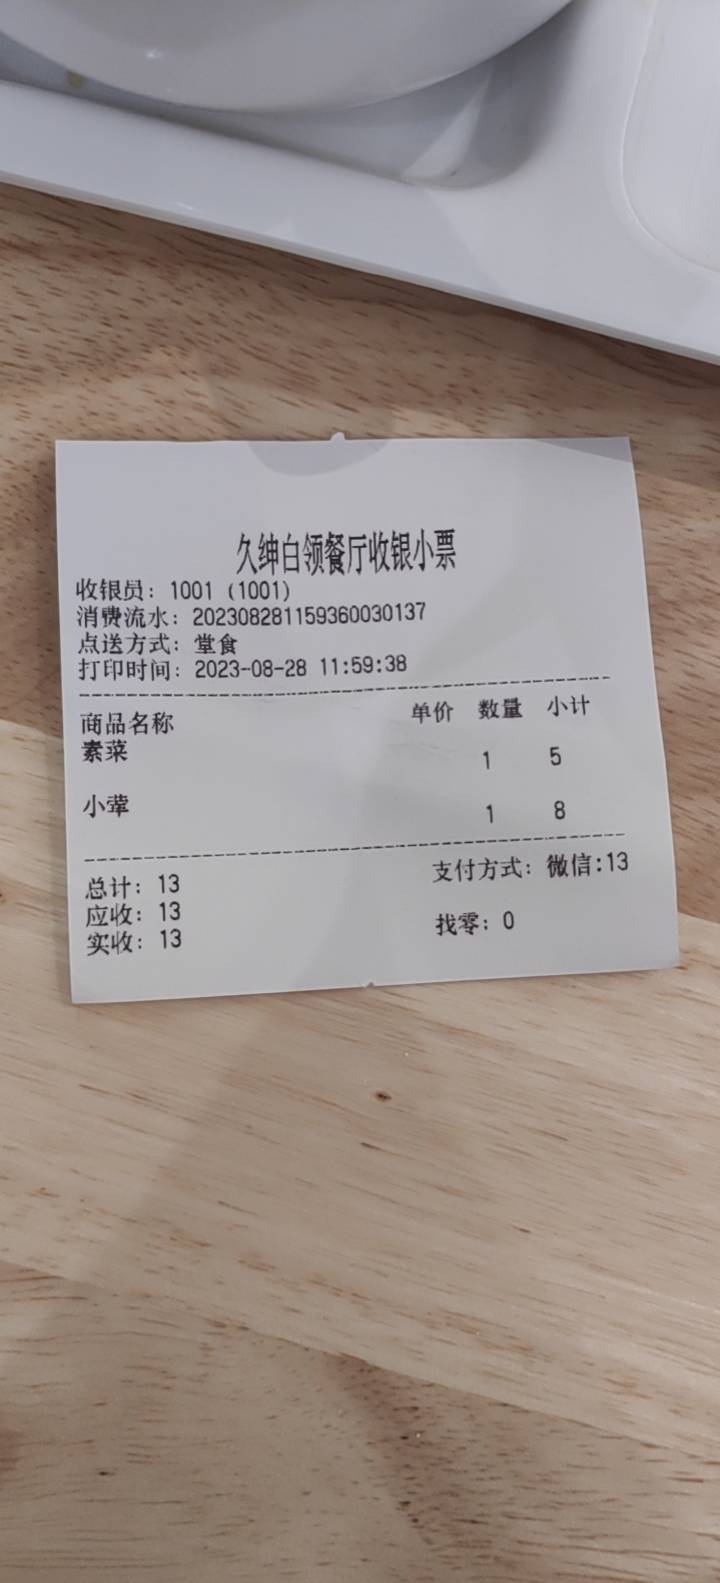 久绅白领餐厅收银小票
收银员: 1001 (1001)
消费流水: 202308281159360030137
点送方式: 堂食
打印时间: 2023-08-28 11:59:38
商品名称 单价 数量 小计
素菜 1 5
小荤 1 8
总计: 13 支付方式: 微信:13
应收: 13
实收: 13 找零: 0